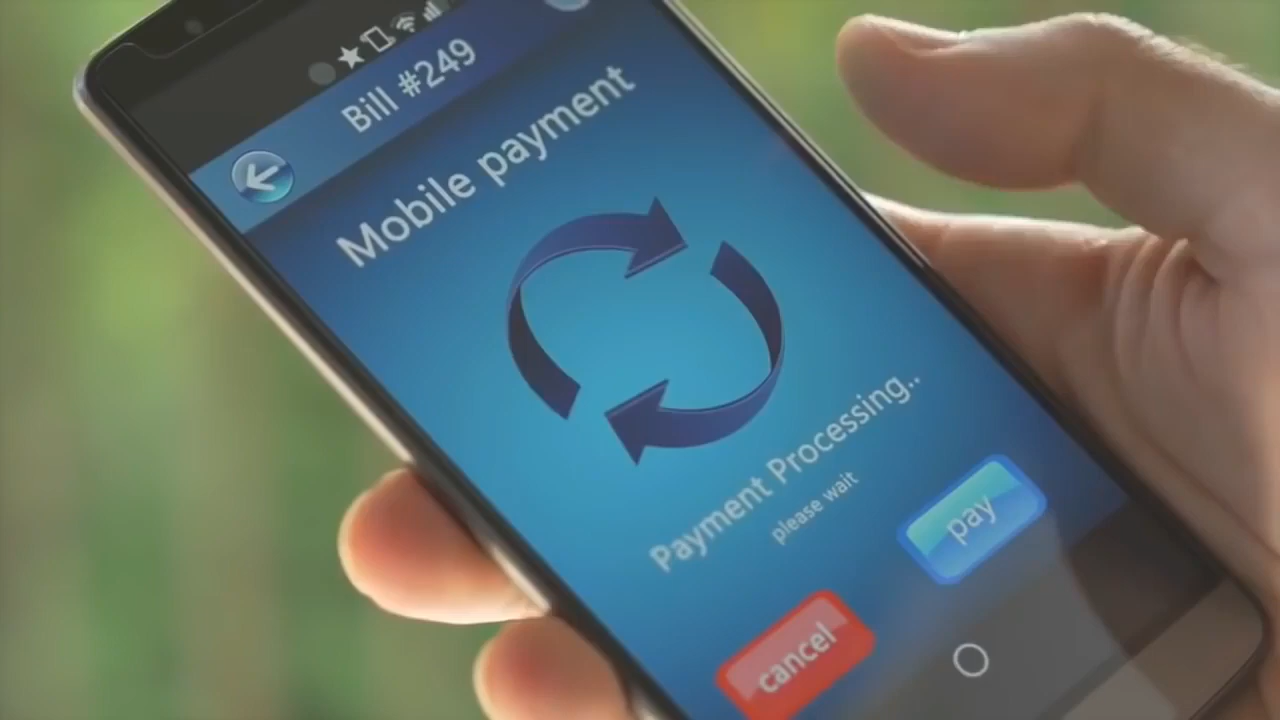 Bill #249
Mobile payment
Payment Processing..
please wait
pay
cancel